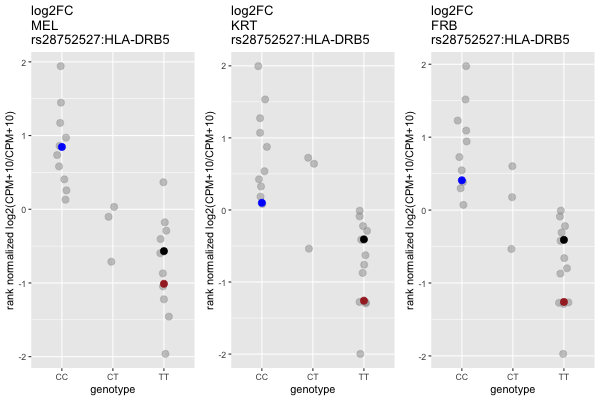 log2FC
MEL
rs28752527:HLA-DRB5
rank normalized log2(CPM+10/CPM+10)
2
1
0
-1
-2
CC CT TT
genotype
log2FC
KRT
rs28752527:HLA-DRB5
rank normalized log2(CPM+10/CPM+10)
2
1
0
-1
-2
CC CT TT
genotype
log2FC
FRB
rs28752527:HLA-DRB5
rank normalized log2(CPM+10/CPM+10)
2
1
0
-1
-2
CC CT TT
genotype